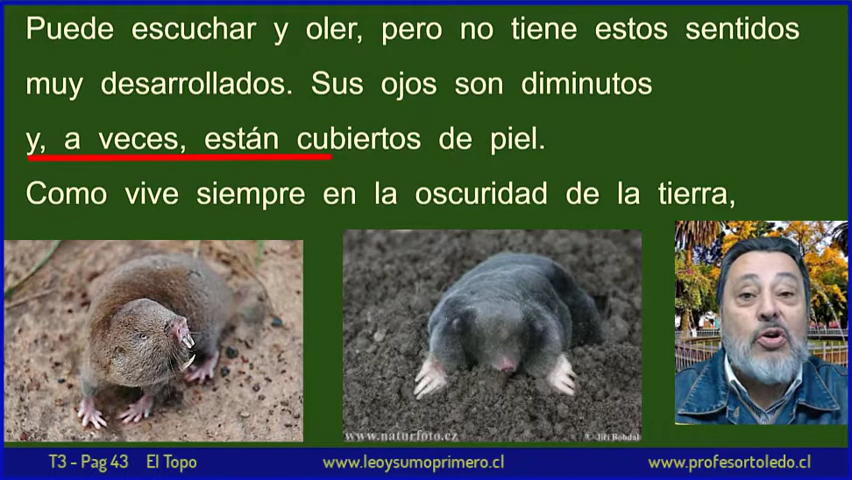 Puede escuchar y oler, pero no tiene estos sentidos
muy desarrollados. Sus ojos son diminutos
y, a veces, están cubiertos de piel.
Como vive siempre en la oscuridad de la tierra,
www.naturfoto.cz
© Jiří Bohdal
T3 - Pag 43 El Topo
www.leoysumoprimero.cl
www.profesortoledo.cl